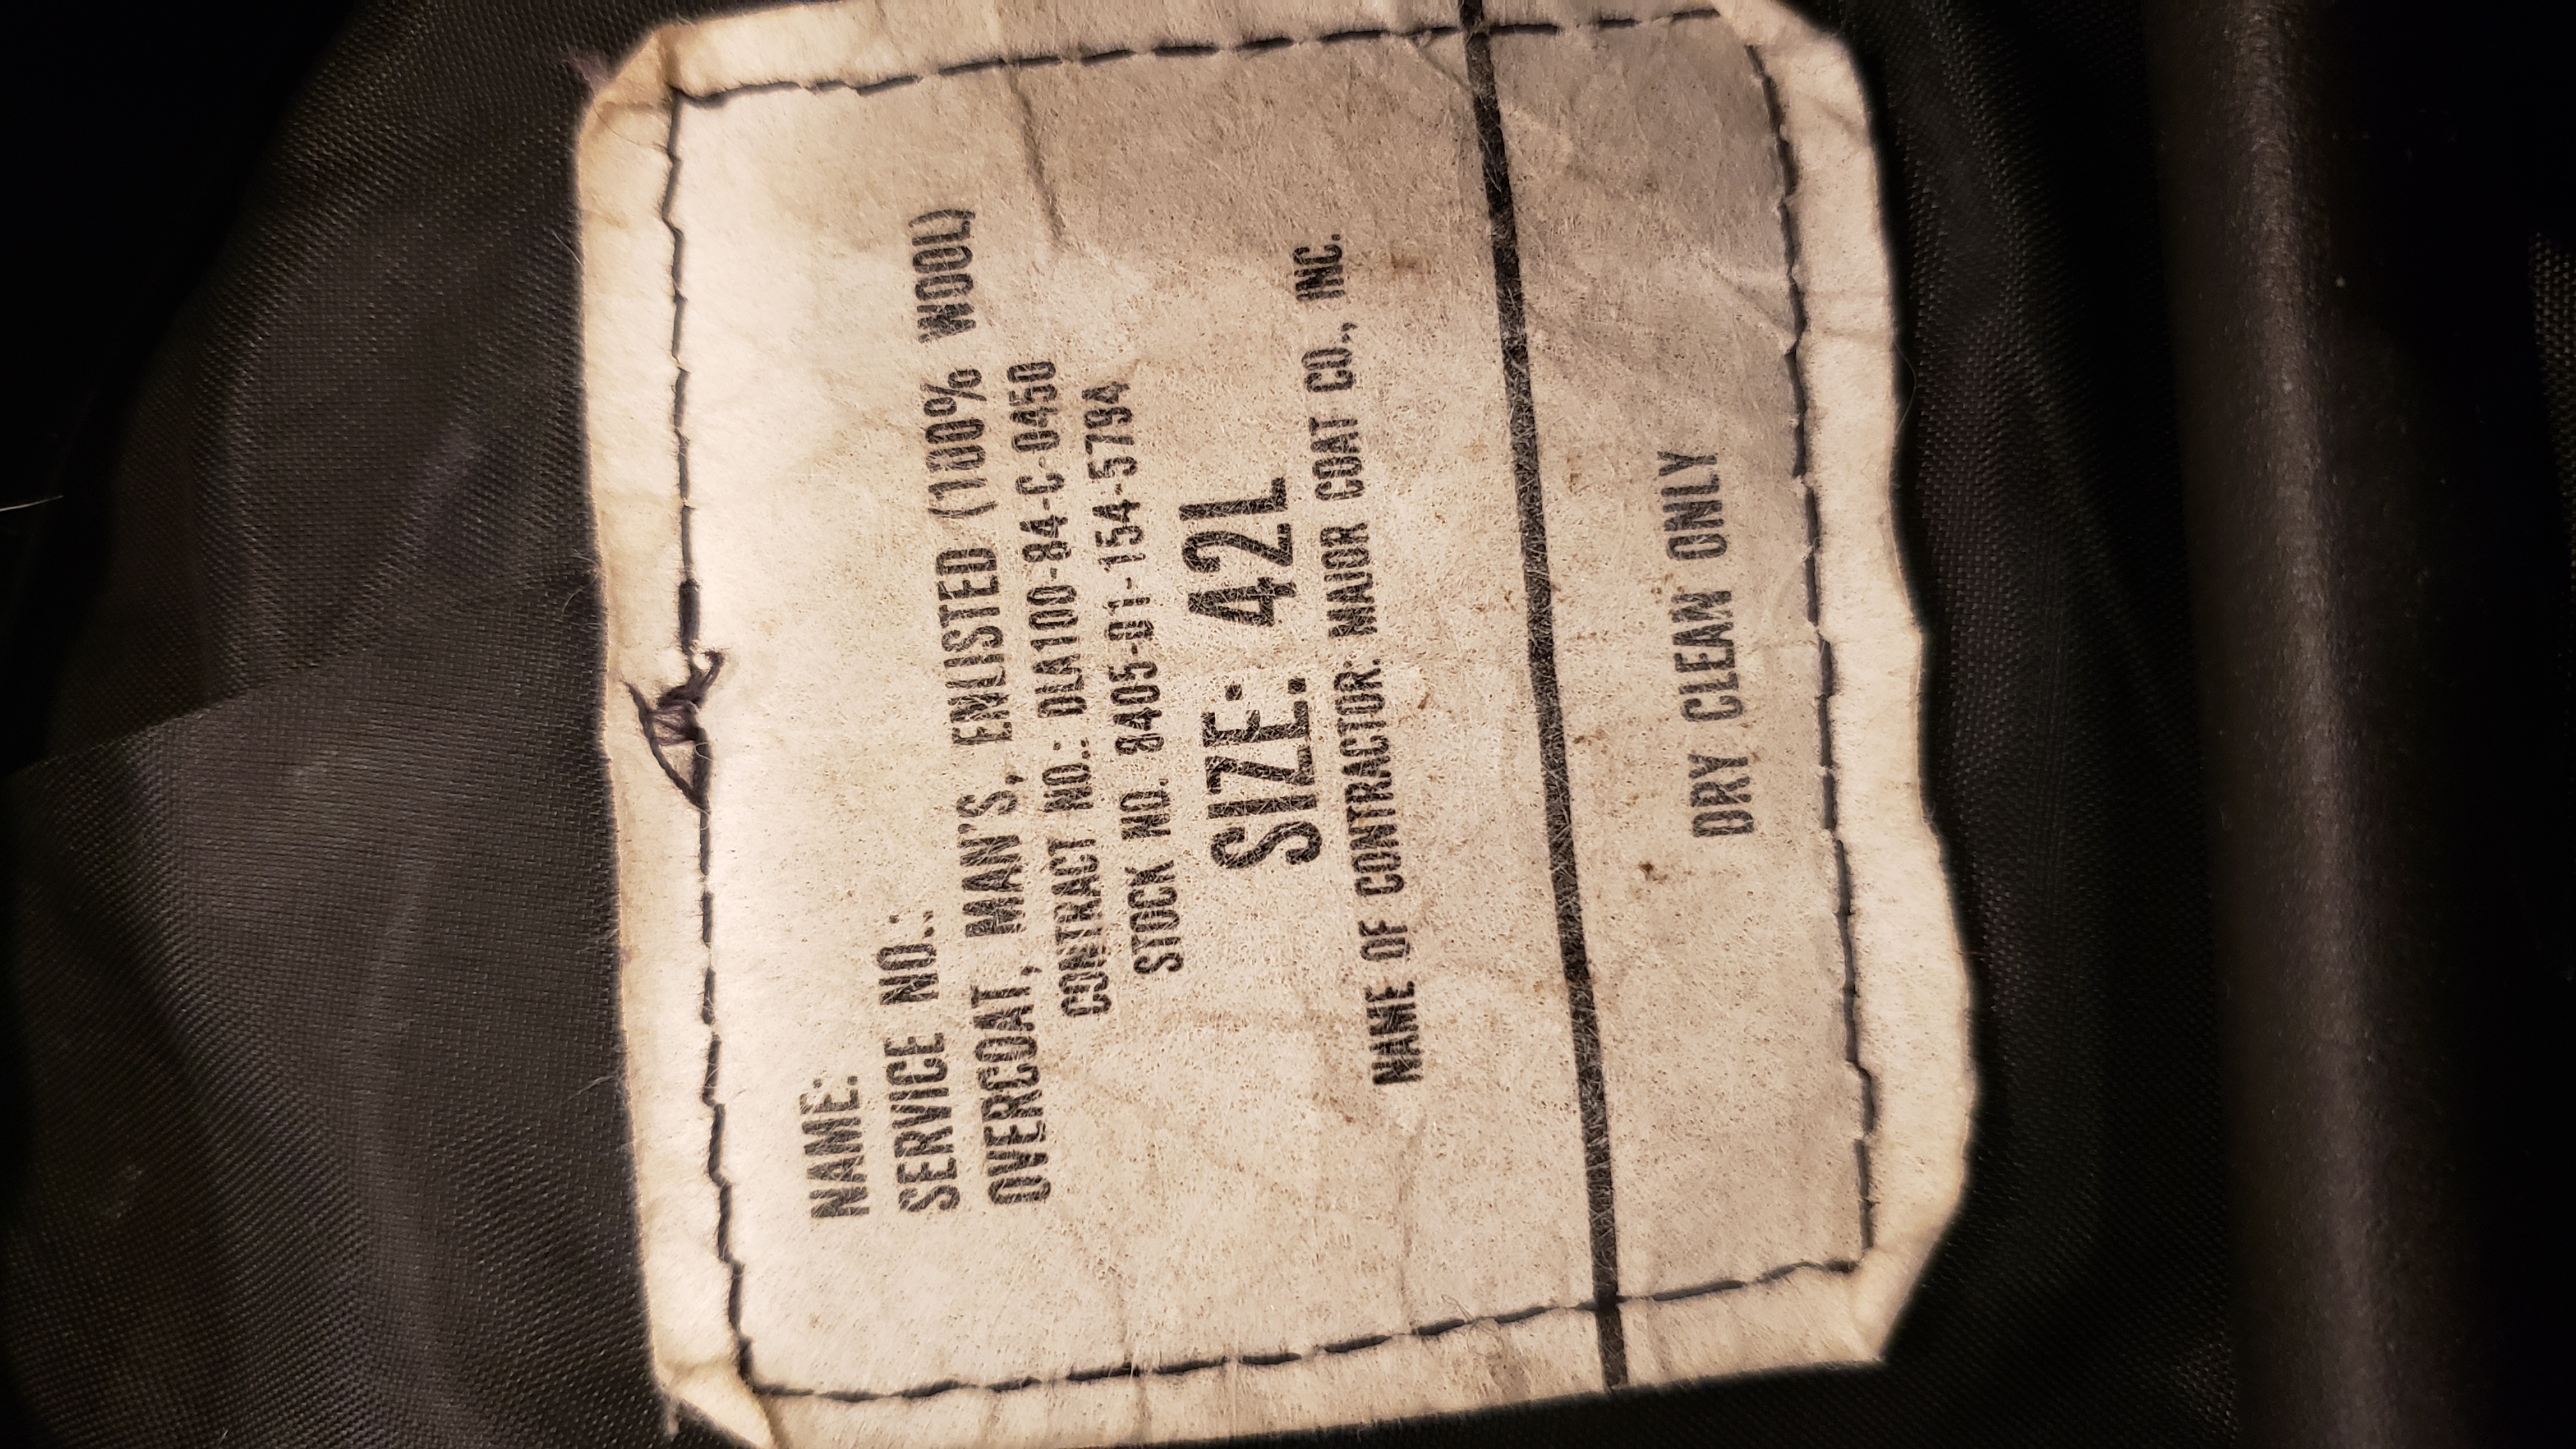 NAME:
SERVICE NO.:
OVERCOAT, MAN'S, ENLISTED (100% WOOL)
CONTRACT NO.: DLA100-84-C-0450
STOCK NO. 8405-01-154-5794
SIZE: 42L
NAME OF CONTRACTOR: MAJOR COAT CO., INC.
DRY CLEAN ONLY